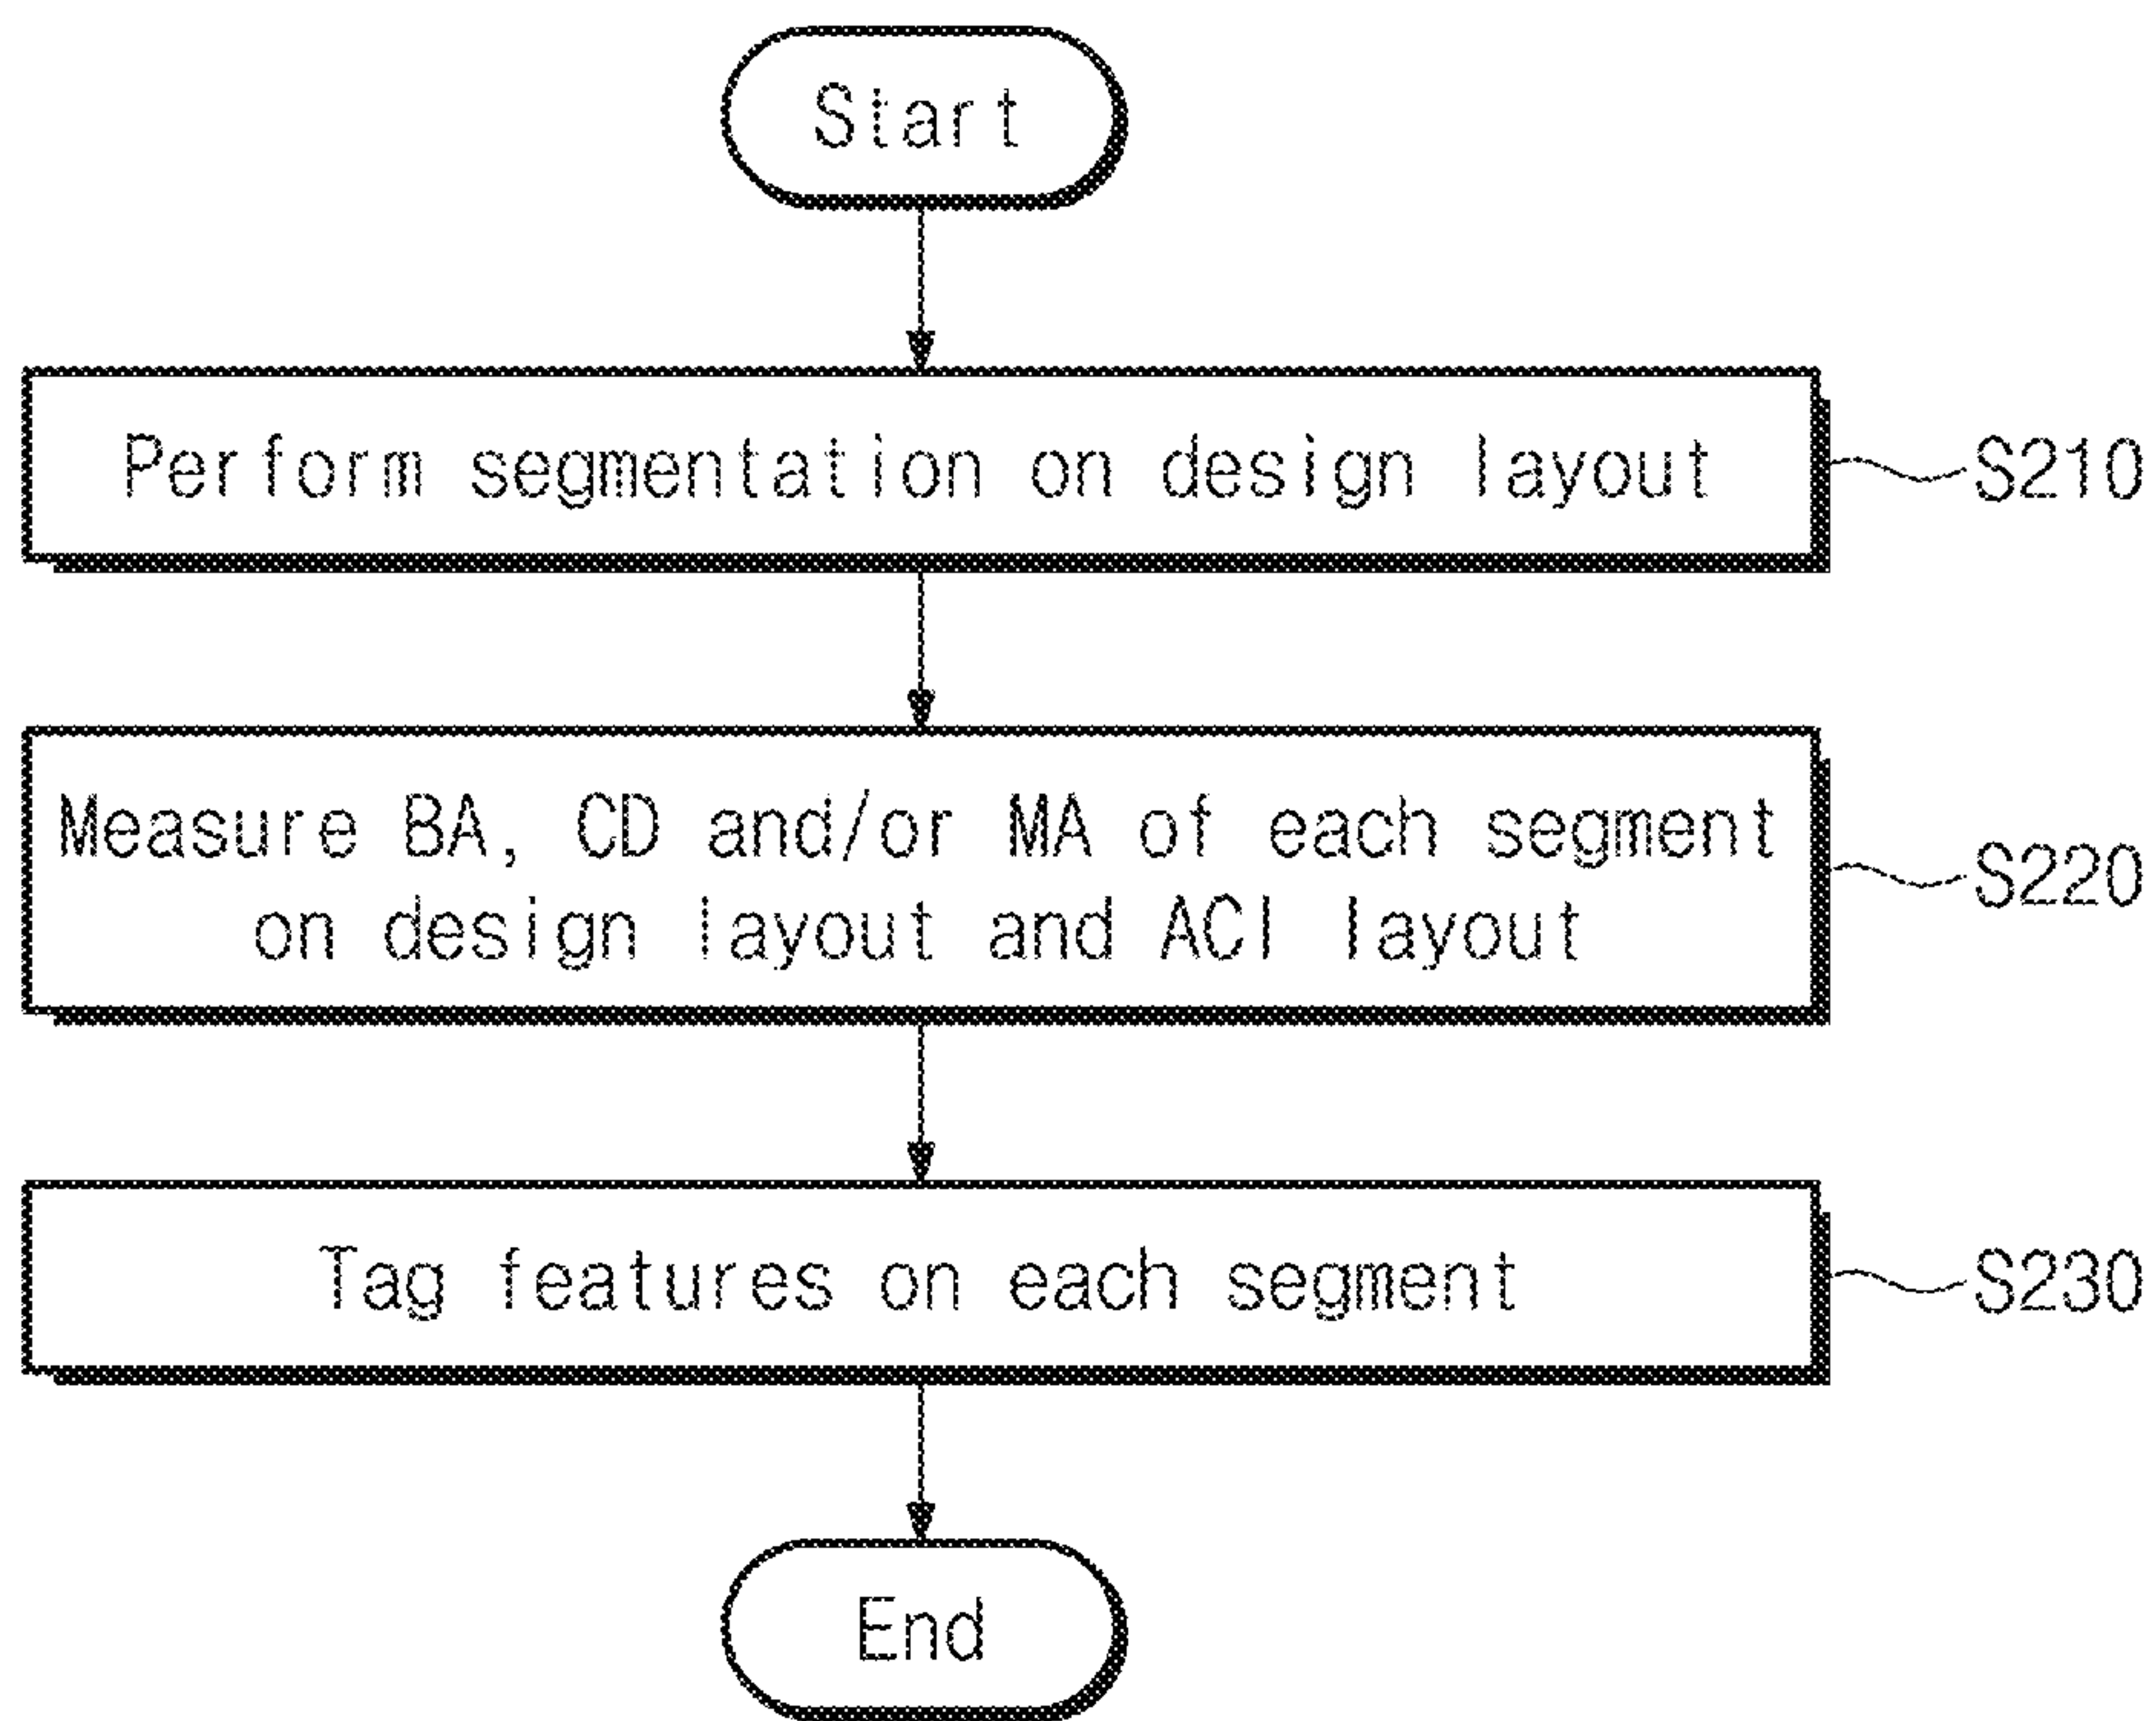 Start
Perform segmentation on design layout
S210
Measure BA, CD and/or MA of each segment
on design layout and ACI layout
S220
Tag features on each segment
S230
End